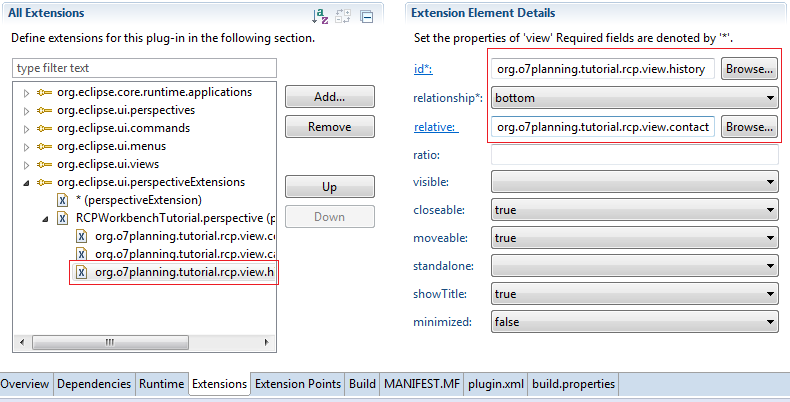 All Extensions
Define extensions for this plug-in in the following section.
type filter text
org.eclipse.core.runtime.applications
org.eclipse.ui.perspectives
org.eclipse.ui.commands
org.eclipse.ui.menus
org.eclipse.ui.views
org.eclipse.ui.perspectiveExtensions
* (perspectiveExtension)
RCPWorkbenchTutorial.perspective (p
org.o7planning.tutorial.rcp.view.c
org.o7planning.tutorial.rcp.view.ca
org.o7planning.tutorial.rcp.view.h
Add...
Remove
Up
Down
Extension Element Details
Set the properties of 'view' Required fields are denoted by '*'.
id*: org.o7planning.tutorial.rcp.view.history Browse...
relationship*: bottom
relative: org.o7planning.tutorial.rcp.view.contact Browse...
ratio:
visible:
closeable: true
moveable: true
standalone:
showTitle: true
minimized: false
Overview Dependencies Runtime Extensions Extension Points Build MANIFEST.MF plugin.xml build.properties